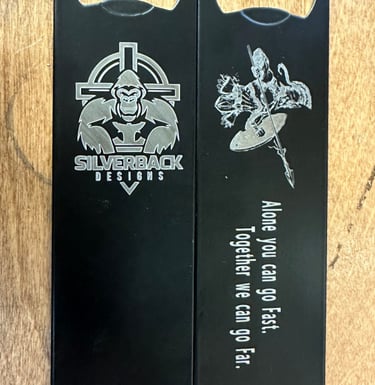 SILVERBACK
DESIGNS
Alone you can go Fast.
Together we can go Far.